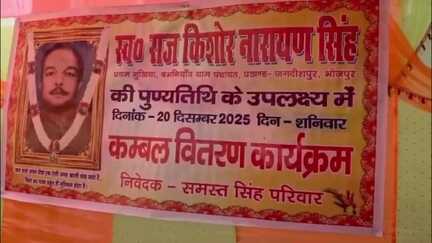 स्व० राज किशोर नारायण सिंह
प्रथम मुखिया, ग्राम पंचायत, प्रखण्ड- जगदीशपुर, भोजपुर
की पुण्यतिथि के उपलक्ष्य में
दिनांक - 20 दिसम्बर 2025 दिन - शनिवार
कम्बल वितरण कार्यक्रम
निवेदक - समस्त सिंह परिवार